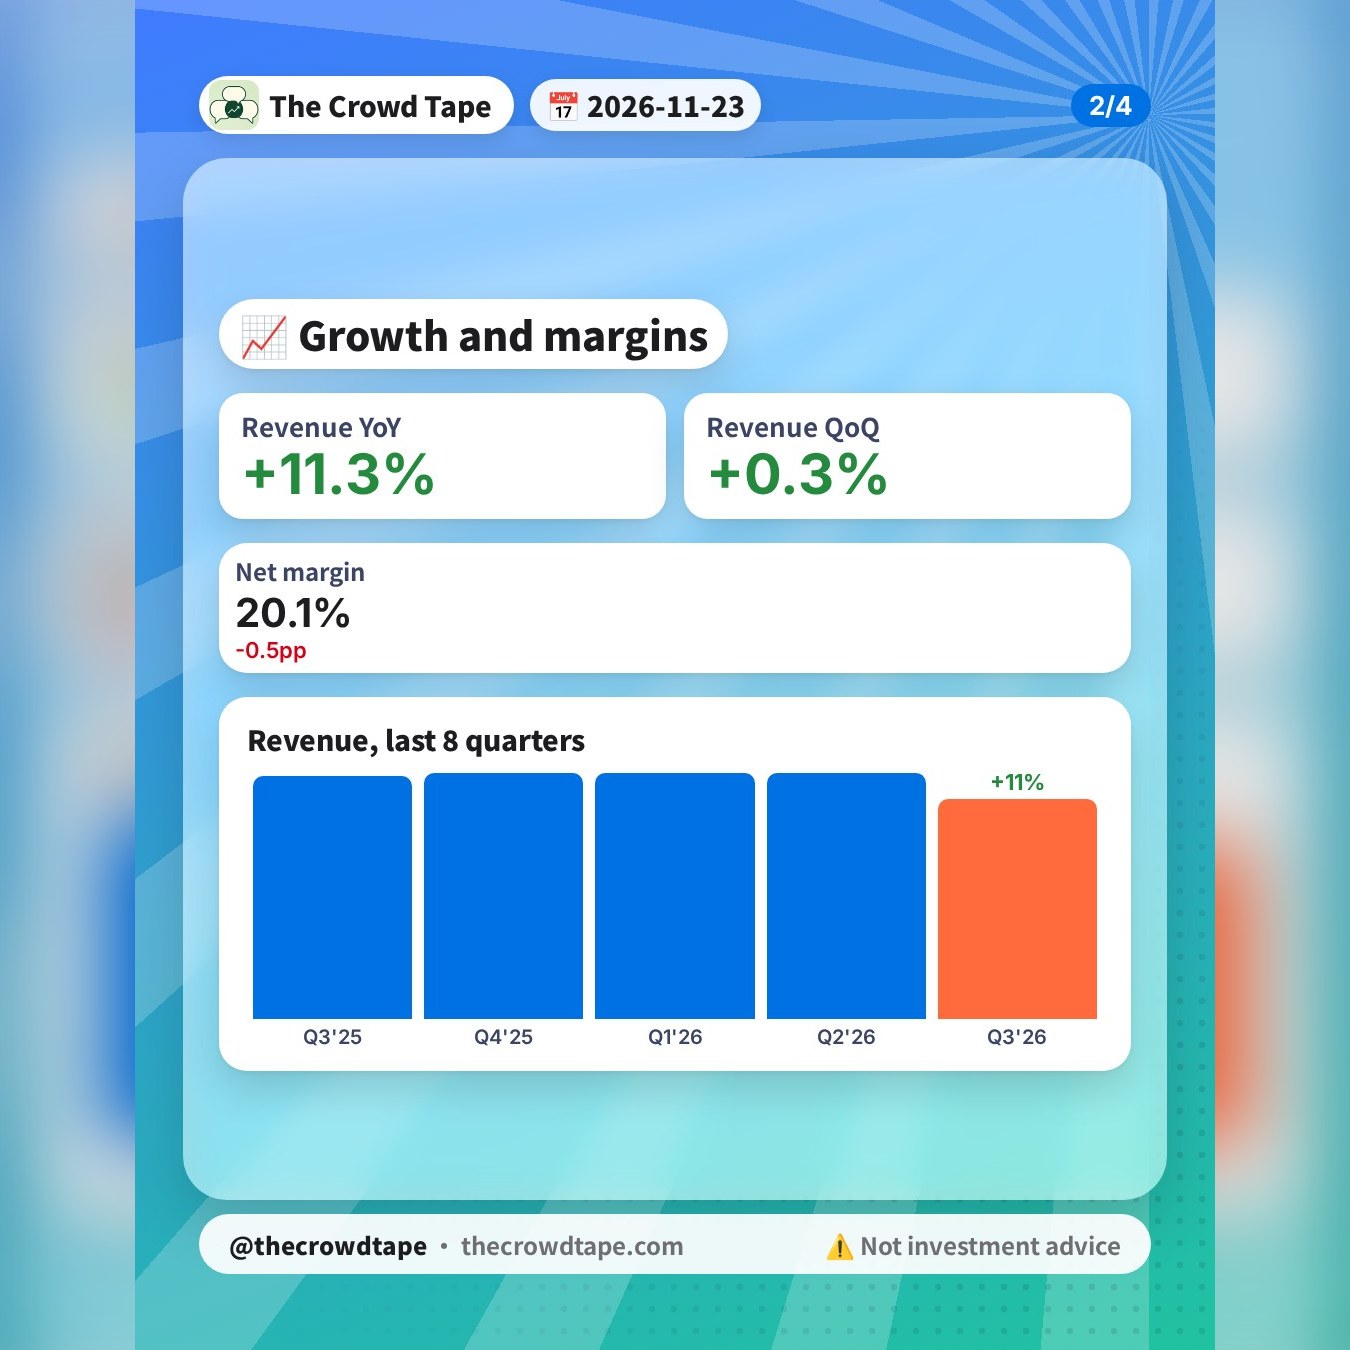 The Crowd Tape
📅 2026-11-23
2/4
📈 Growth and margins
Revenue YoY
+11.3%
Revenue QoQ
+0.3%
Net margin
20.1%
-0.5pp
Revenue, last 8 quarters
+11%
Q3'25
Q4'25
Q1'26
Q2'26
Q3'26
@thecrowdtape • thecrowdtape.com
⚠️ Not investment advice